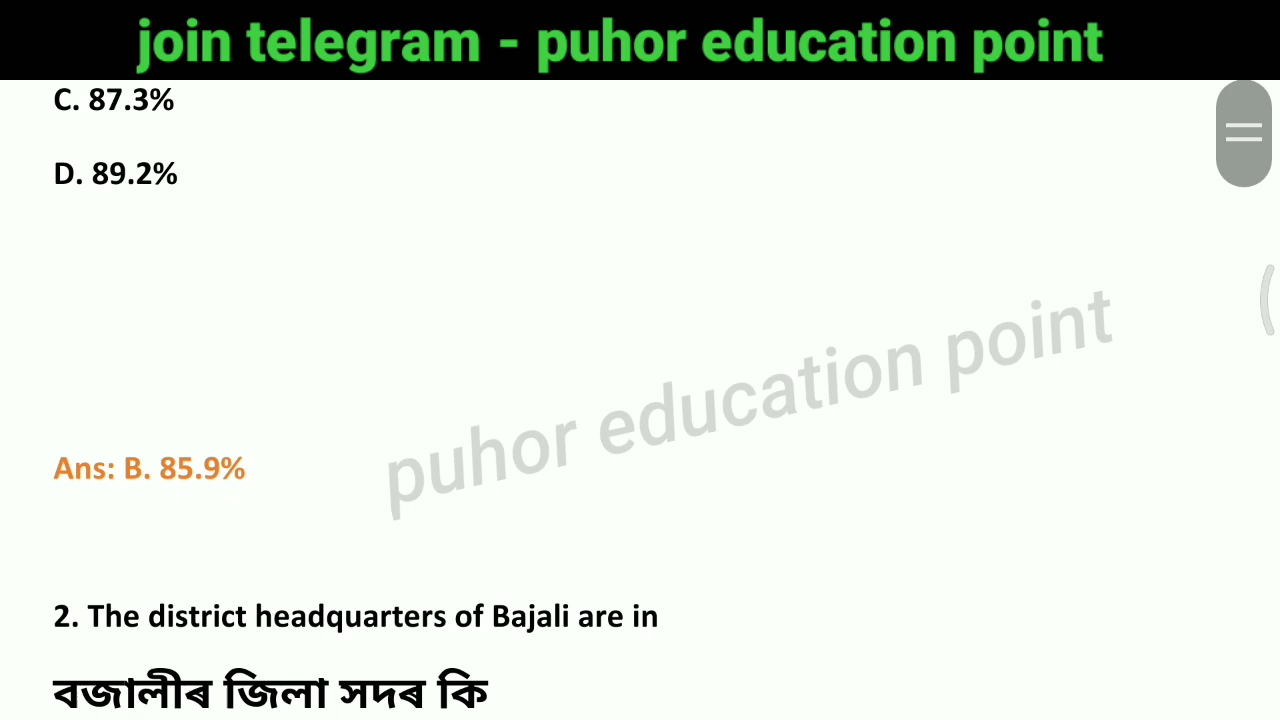 join telegram - puhor education point
C. 87.3%
D. 89.2%
puhor education point
Ans: B. 85.9%
2. The district headquarters of Bajali are in
বজালীৰ জিলা সদৰ কি